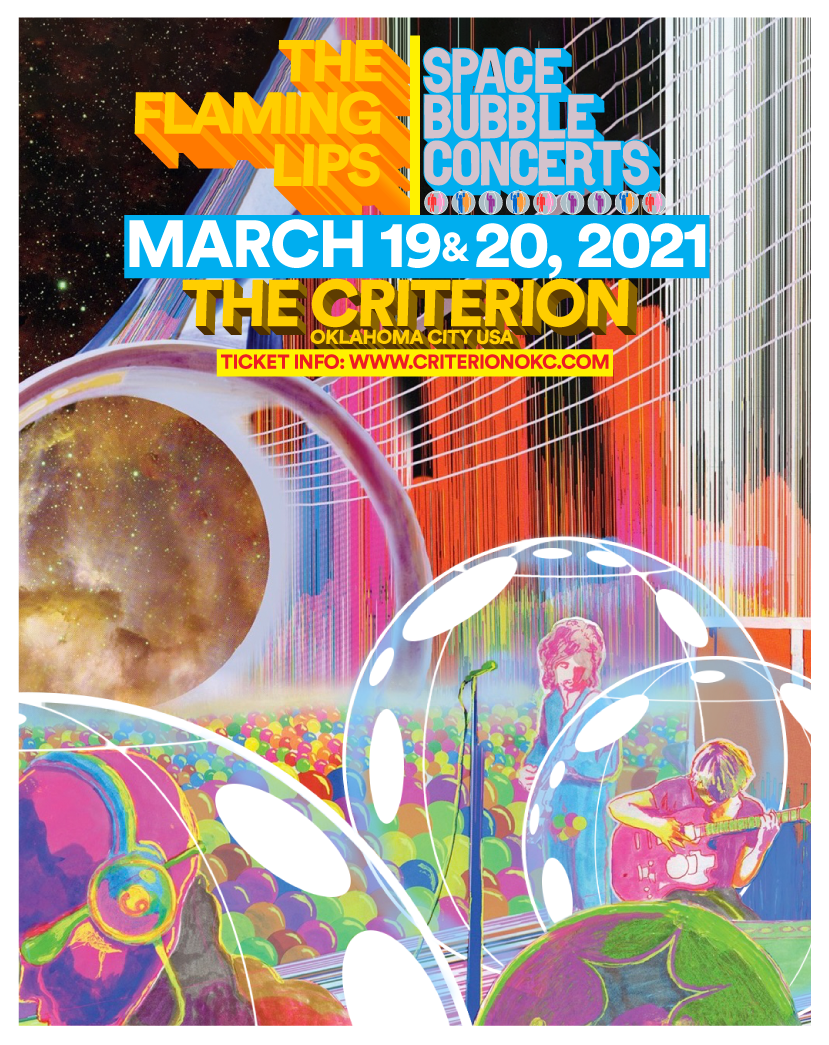 THE
FLAMING
LIPS
SPACE
BUBBLE
CONCERTS
MARCH 19 & 20, 2021
THE CRITERION
OKLAHOMA CITY USA
TICKET INFO: WWW.CRITERIONOKC.COM